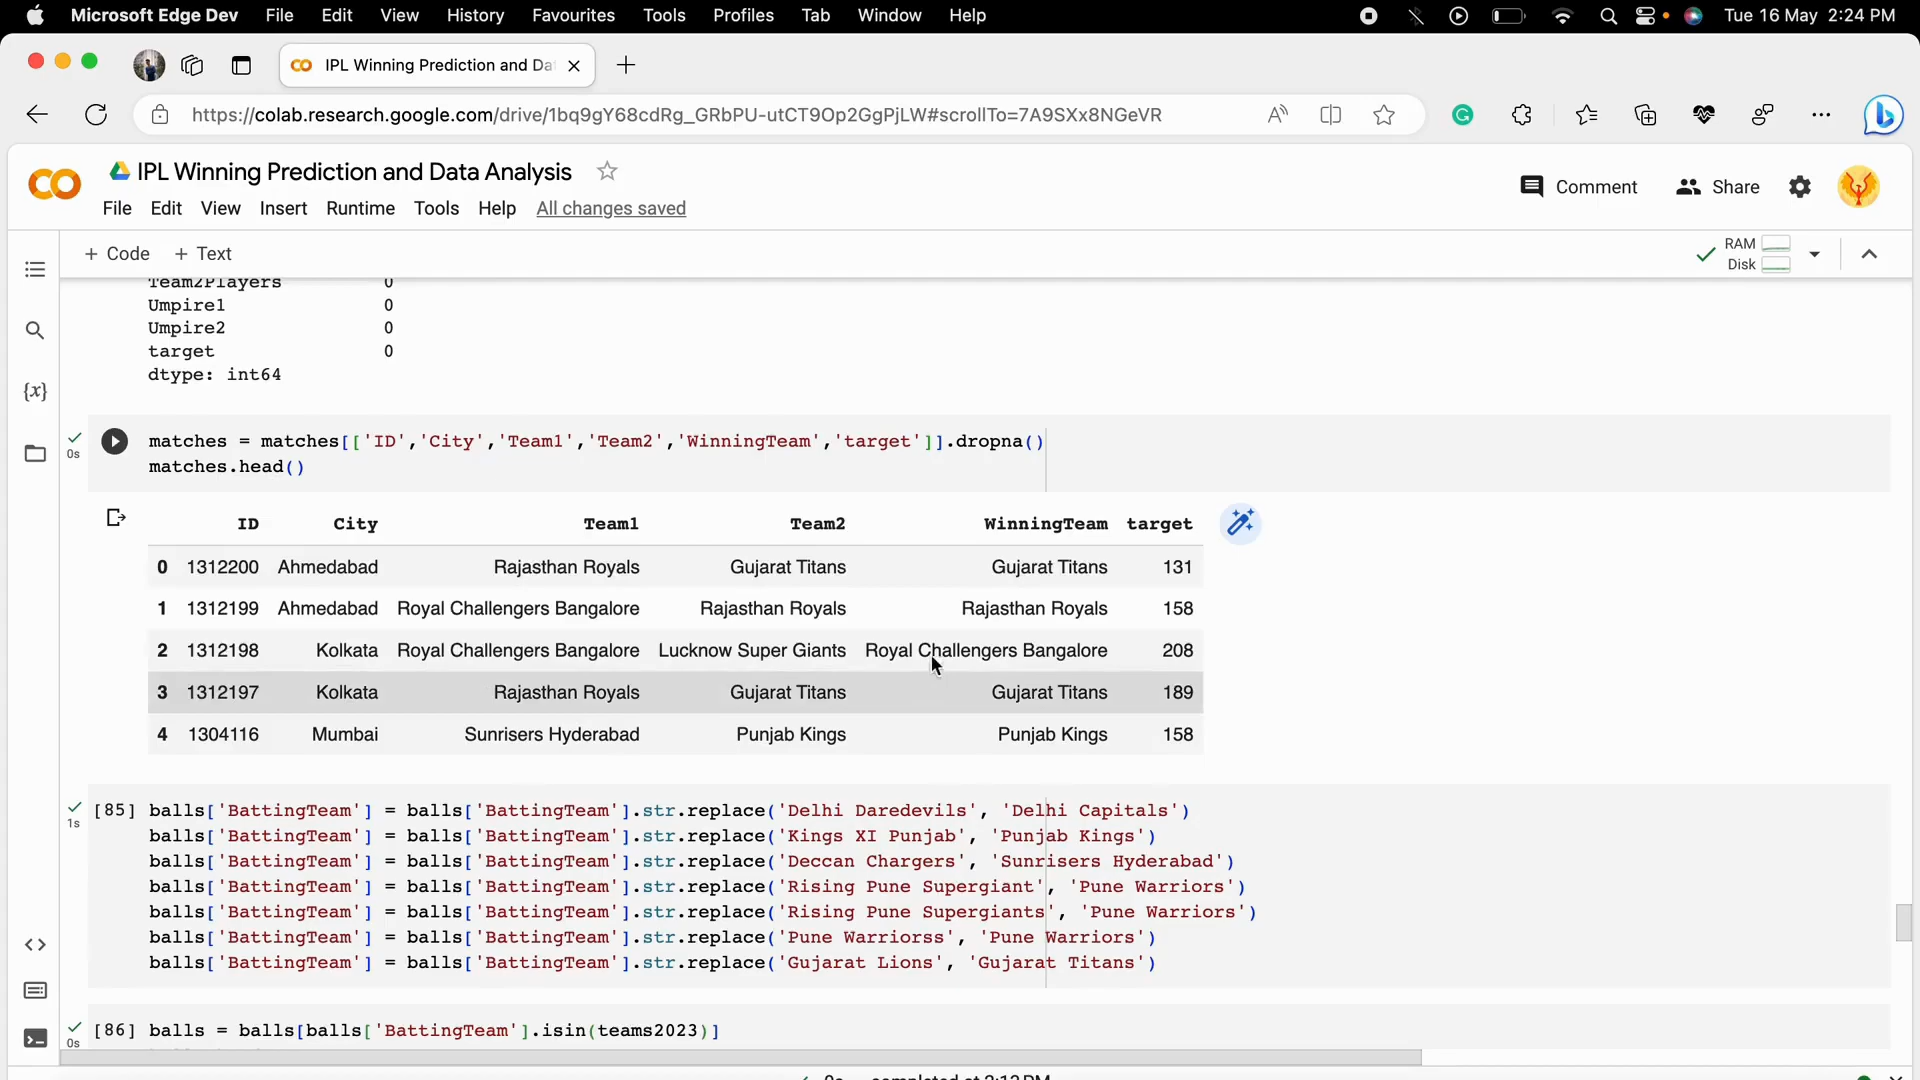 Microsoft Edge Dev File Edit View History Favourites Tools Profiles Tab Window Help Tue 16 May 2:24 PM
IPL Winning Prediction and Da
https://colab.research.google.com/drive/1bq9gY68cdRg_GRbPU-utCT9Op2GgPjLW#scrollTo=7A9SXx8NGeVR
IPL Winning Prediction and Data Analysis
Comment Share
File Edit View Insert Runtime Tools Help All changes saved
+ Code + Text
RAM
Disk
Team2Players 0
Umpire1 0
Umpire2 0
target 0
dtype: int64
matches = matches[['ID','City','Team1','Team2','WinningTeam','target']].dropna()
0s
matches.head()
ID City Team1 Team2 WinningTeam target
0 1312200 Ahmedabad Rajasthan Royals Gujarat Titans Gujarat Titans 131
1 1312199 Ahmedabad Royal Challengers Bangalore Rajasthan Royals Rajasthan Royals 158
2 1312198 Kolkata Royal Challengers Bangalore Lucknow Super Giants Royal Challengers Bangalore 208
3 1312197 Kolkata Rajasthan Royals Gujarat Titans Gujarat Titans 189
4 1304116 Mumbai Sunrisers Hyderabad Punjab Kings Punjab Kings 158
[85] balls['BattingTeam'] = balls['BattingTeam'].str.replace('Delhi Daredevils', 'Delhi Capitals')
1s
balls['BattingTeam'] = balls['BattingTeam'].str.replace('Kings XI Punjab', 'Punjab Kings')
balls['BattingTeam'] = balls['BattingTeam'].str.replace('Deccan Chargers', 'Sunrisers Hyderabad')
balls['BattingTeam'] = balls['BattingTeam'].str.replace('Rising Pune Supergiant', 'Pune Warriors')
balls['BattingTeam'] = balls['BattingTeam'].str.replace('Rising Pune Supergiants', 'Pune Warriors')
balls['BattingTeam'] = balls['BattingTeam'].str.replace('Pune Warriorss', 'Pune Warriors')
balls['BattingTeam'] = balls['BattingTeam'].str.replace('Gujarat Lions', 'Gujarat Titans')
[86] balls = balls[balls['BattingTeam'].isin(teams2023)]
0s
0s completed at 2:13 PM